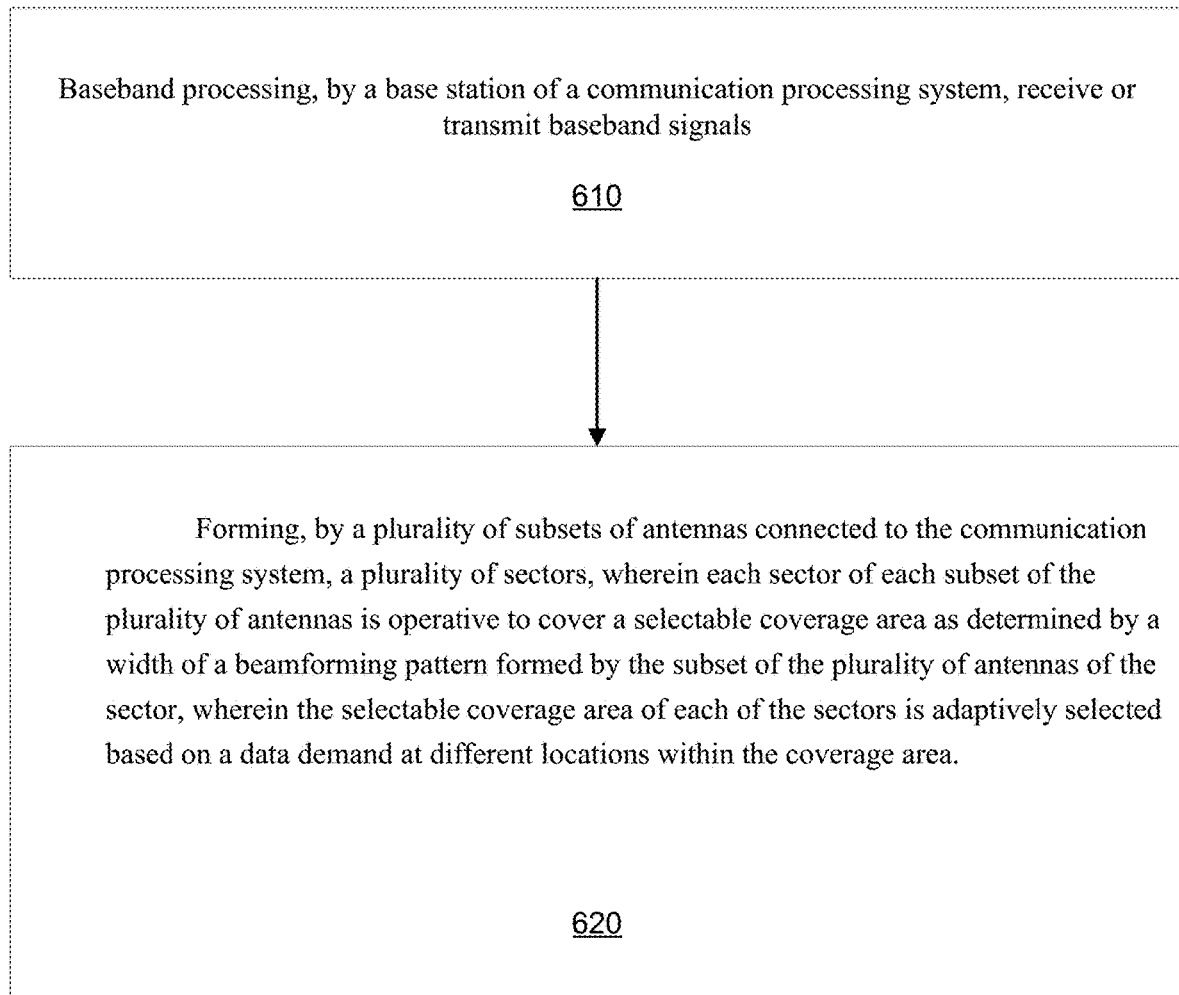 Baseband processing, by a base station of a communication processing system, receive or
transmit baseband signals
610
Forming, by a plurality of subsets of antennas connected to the communication
processing system, a plurality of sectors, wherein each sector of each subset of the
plurality of antennas is operative to cover a selectable coverage area as determined by a
width of a beamforming pattern formed by the subset of the plurality of antennas of the
sector, wherein the selectable coverage area of each of the sectors is adaptively selected
based on a data demand at different locations within the coverage area.
620